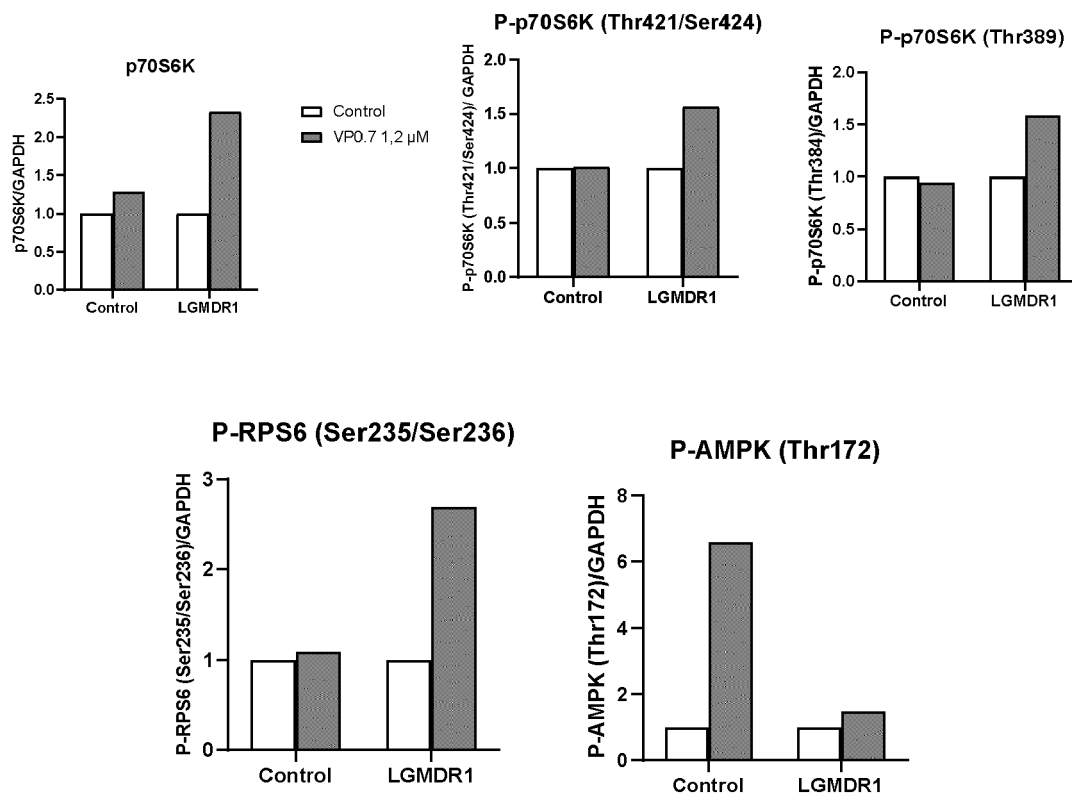 p70S6K
p70S6K/GAPDH
2.5
2.0
1.5
1.0
0.5
0.0
Control
LGMDR1
Control
VP0.7 1,2 µM
P-p70S6K (Thr421/Ser424)
P-p70S6K (Thr421/Ser424)/ GAPDH
2.0
1.5
1.0
0.5
0.0
Control
LGMDR1
P-p70S6K (Thr389)
P-p70S6K (Thr384)/GAPDH
2.0
1.5
1.0
0.5
0.0
Control
LGMDR1
P-RPS6 (Ser235/Ser236)
P-RPS6 (Ser235/Ser236)/GAPDH
3
2
1
0
Control
LGMDR1
P-AMPK (Thr172)
P-AMPK (Thr172)/GAPDH
8
6
4
2
0
Control
LGMDR1